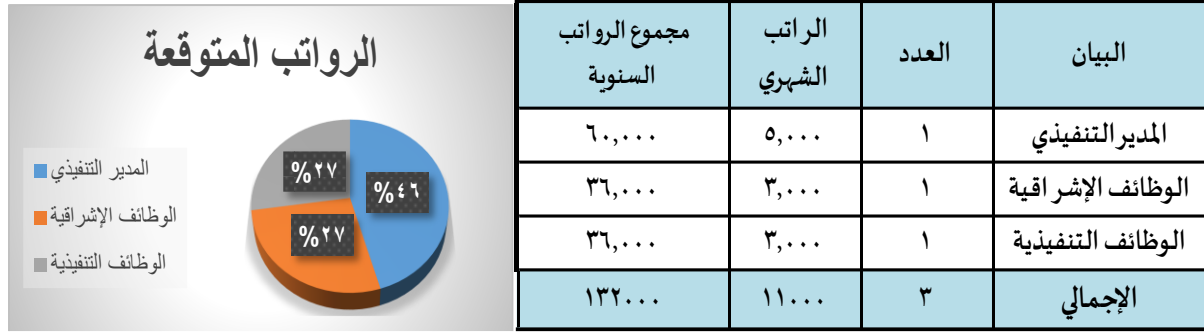 البيان العدد الراتب الشهري مجموع الرواتب السنوية
المدير التنفيذي ١ ٥,٠٠٠ ٦٠,٠٠٠
الوظائف الإشراقية ١ ٣,٠٠٠ ٣٦,٠٠٠
الوظائف التنفيذية ١ ٣,٠٠٠ ٣٦,٠٠٠
الإجمالي ٣ ١١٠٠٠ ١٣٢٠٠٠
الرواتب المتوقعة
%٤٦
%٢٧
%٢٧
المدير التنفيذي
الوظائف الإشراقية
الوظائف التنفيذية